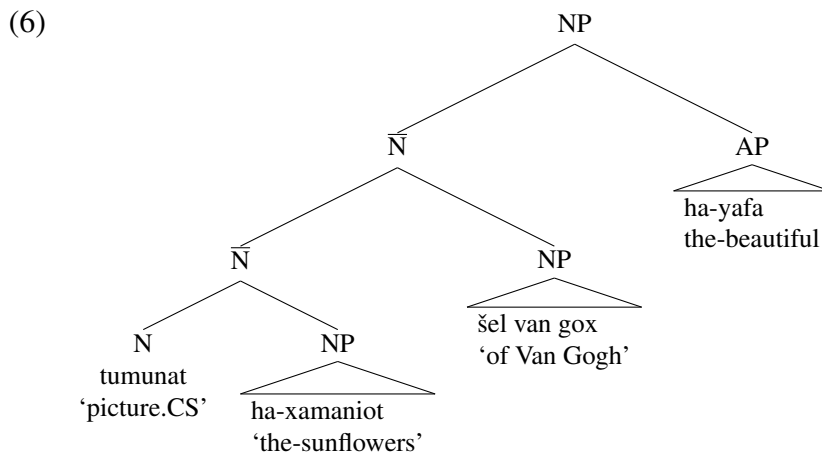 (6) NP
N̅ AP
ha-yafa
the-beautiful
N̅ NP
šel van gox
‘of Van Gogh’
N NP
tumunat
‘picture.CS’
ha-xamaniot
‘the-sunflowers’